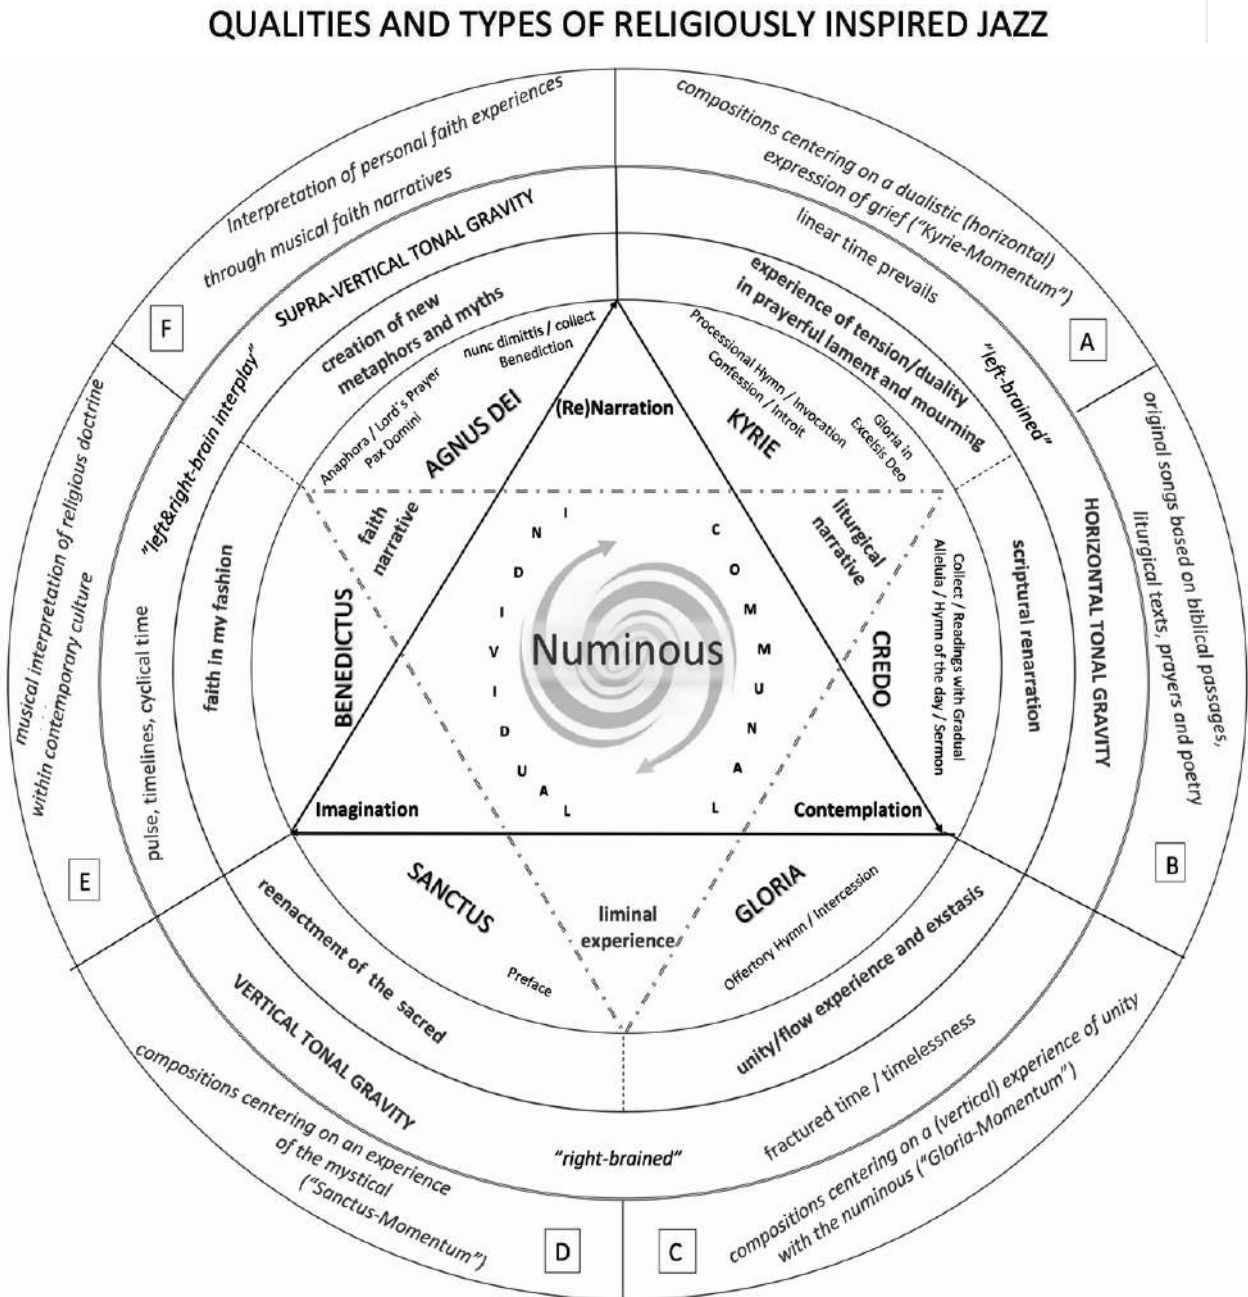 QUALITIES AND TYPES OF RELIGIOUSLY INSPIRED JAZZ
Interpretation of personal faith experiences
through musical faith narratives
F
compositions centering on a dualistic (horizontal)
expression of grief ("Kyrie-Momentum")
A
SUPRA-VERTICAL TONAL GRAVITY
linear time prevails
"left&right-brain interplay"
"left-brained"
creation of new
metaphors and myths
experience of tension/duality
in prayerful lament and mourning
nunc dimittis / collect
Benediction
Anaphora / Lord´s Prayer
Pax Domini
AGNUS DEI
Processional Hymn / Invocation
Confession / Introit
Gloria in
Excelsis Deo
KYRIE
(Re)Narration
faith
narrative
liturgical
narrative
INDIVIDUAL
COMMUNAL
Numinous
musical interpretation of religious doctrine
within contemporary culture
E
pulse, timelines, cyclical time
faith in my fashion
BENEDICTUS
CREDO
Collect / Readings with Gradual
Alleluia / Hymn of the day / Sermon
scriptural renarration
HORIZONTAL TONAL GRAVITY
original songs based on biblical passages,
liturgical texts, prayers and poetry
B
Imagination
Contemplation
SANCTUS
Preface
liminal
experience
GLORIA
Offertory Hymn / Intercession
reenactment of the sacred
unity/flow experience and exstasis
VERTICAL TONAL GRAVITY
fractured time / timelessness
"right-brained"
compositions centering on an experience
of the mystical
("Sanctus-Momentum")
D
C
compositions centering on a (vertical) experience of unity
with the numinous ("Gloria-Momentum")